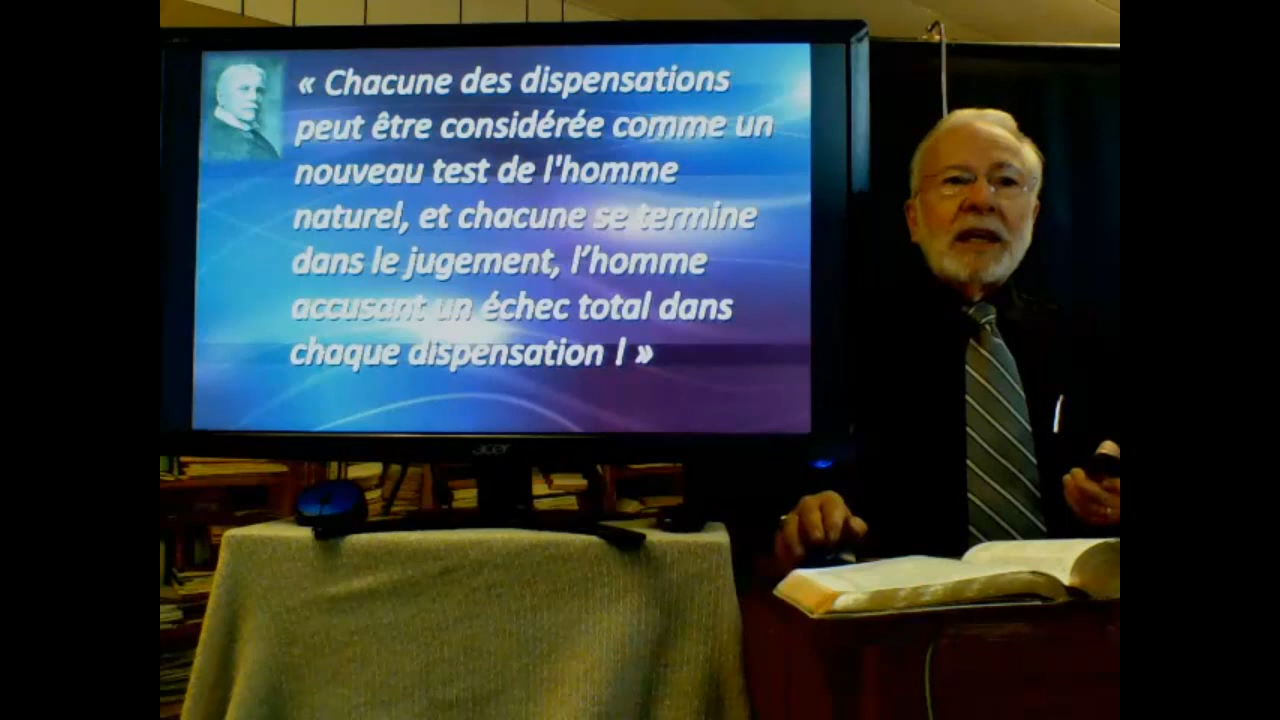 « Chacune des dispensations
peut être considérée comme un
nouveau test de l'homme
naturel, et chacune se termine
dans le jugement, l’homme
accusant un échec total dans
chaque dispensation ! »
acer